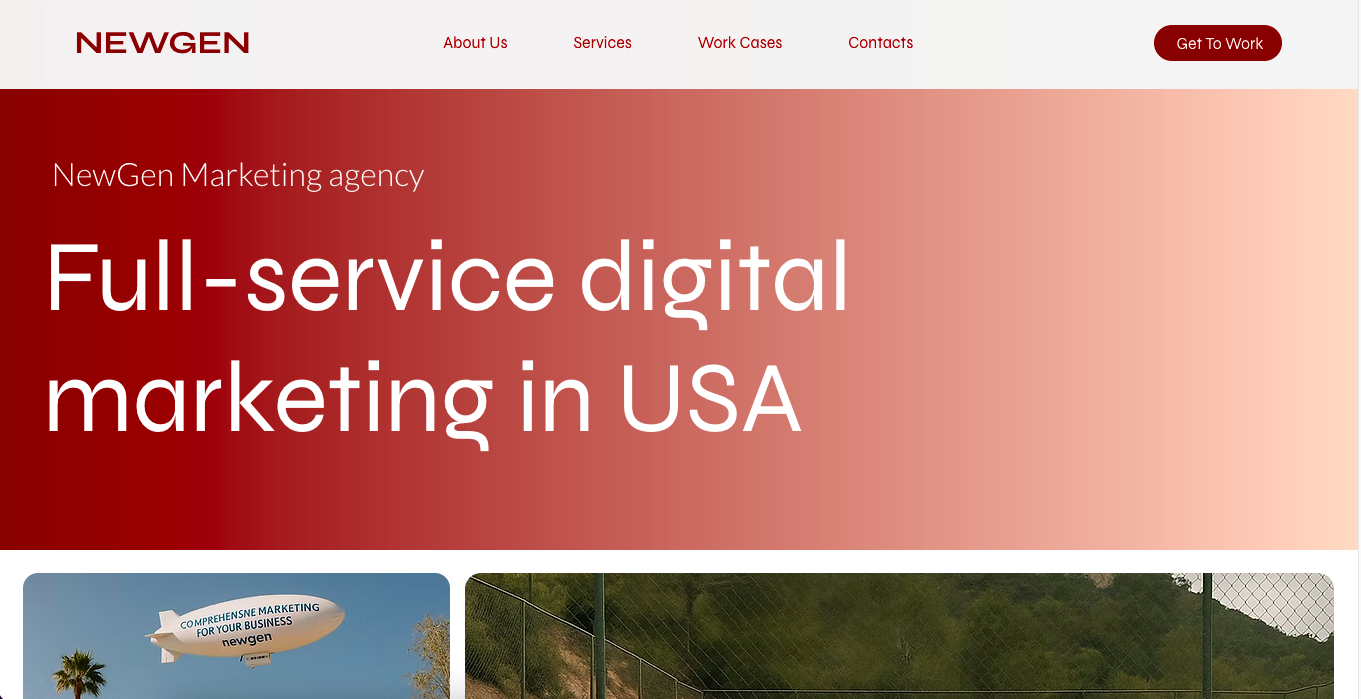 NEWGEN
About Us
Services
Work Cases
Contacts
Get To Work
NewGen Marketing agency
Full-service digital
marketing in USA
COMPREHENSNE MARKETING
FOR YOUR BUSINESS
newgen